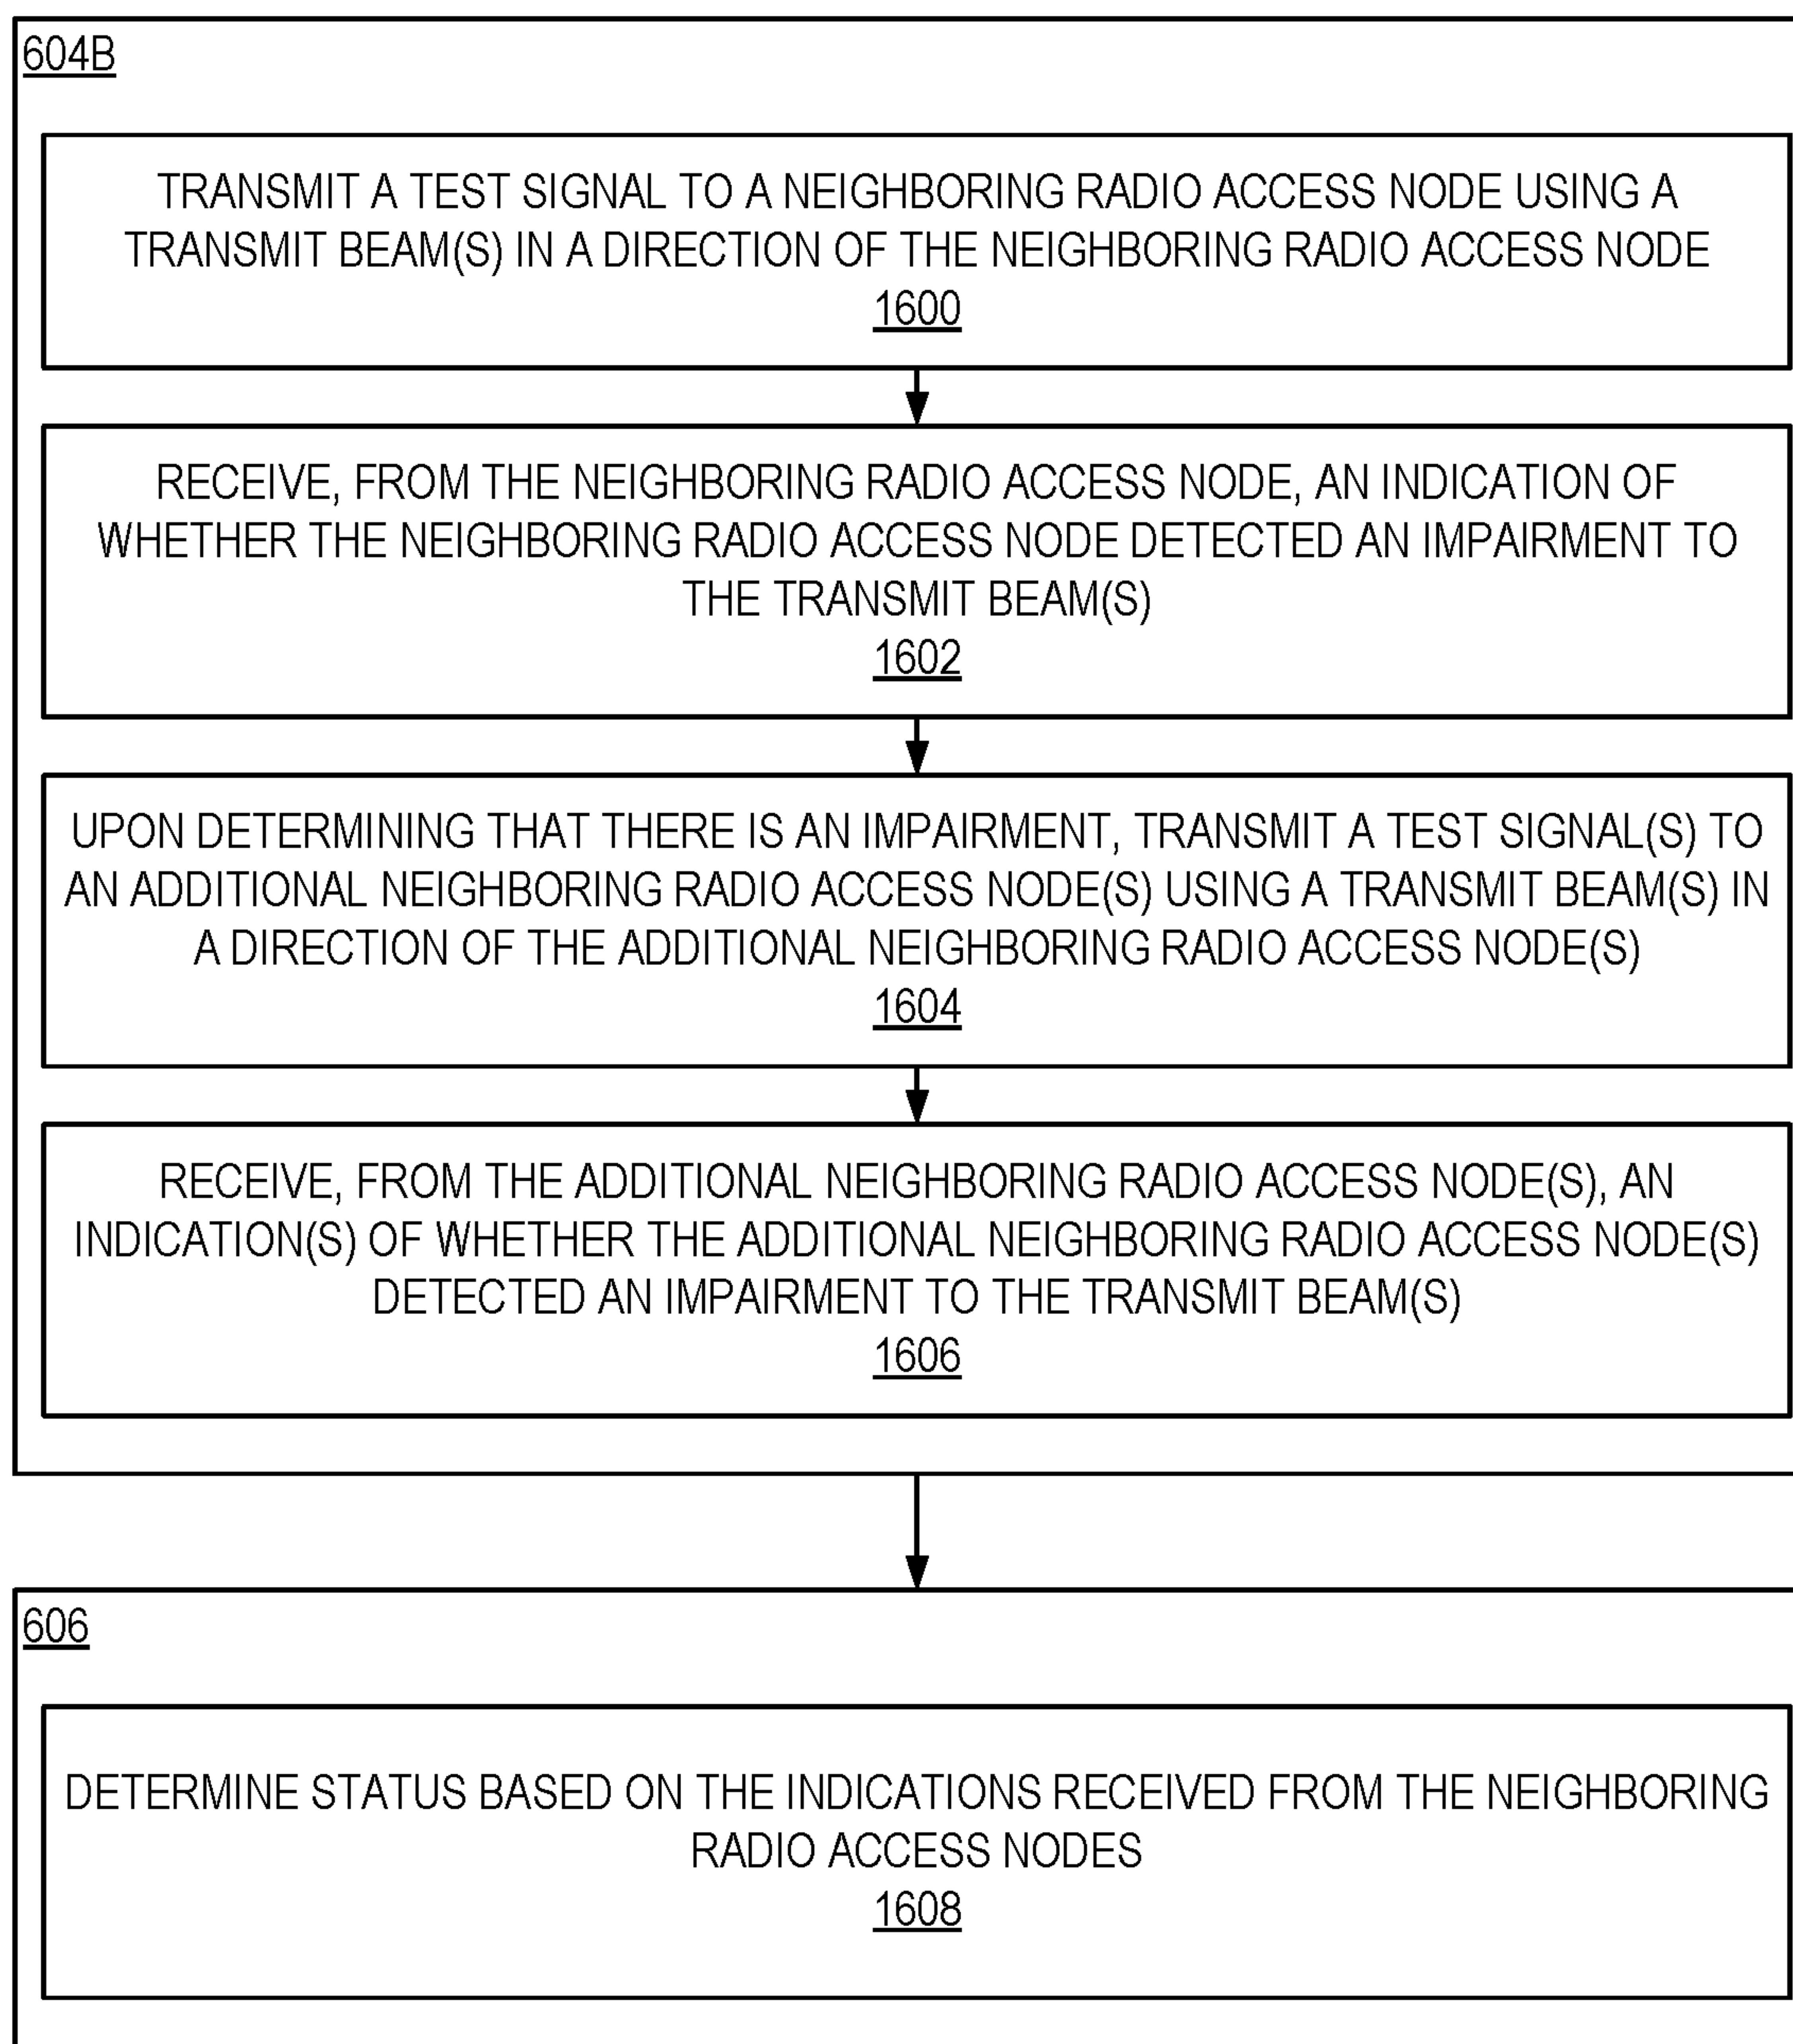 604B
TRANSMIT A TEST SIGNAL TO A NEIGHBORING RADIO ACCESS NODE USING A
TRANSMIT BEAM(S) IN A DIRECTION OF THE NEIGHBORING RADIO ACCESS NODE
1600
RECEIVE, FROM THE NEIGHBORING RADIO ACCESS NODE, AN INDICATION OF
WHETHER THE NEIGHBORING RADIO ACCESS NODE DETECTED AN IMPAIRMENT TO
THE TRANSMIT BEAM(S)
1602
UPON DETERMINING THAT THERE IS AN IMPAIRMENT, TRANSMIT A TEST SIGNAL(S) TO
AN ADDITIONAL NEIGHBORING RADIO ACCESS NODE(S) USING A TRANSMIT BEAM(S) IN
A DIRECTION OF THE ADDITIONAL NEIGHBORING RADIO ACCESS NODE(S)
1604
RECEIVE, FROM THE ADDITIONAL NEIGHBORING RADIO ACCESS NODE(S), AN
INDICATION(S) OF WHETHER THE ADDITIONAL NEIGHBORING RADIO ACCESS NODE(S)
DETECTED AN IMPAIRMENT TO THE TRANSMIT BEAM(S)
1606
606
DETERMINE STATUS BASED ON THE INDICATIONS RECEIVED FROM THE NEIGHBORING
RADIO ACCESS NODES
1608